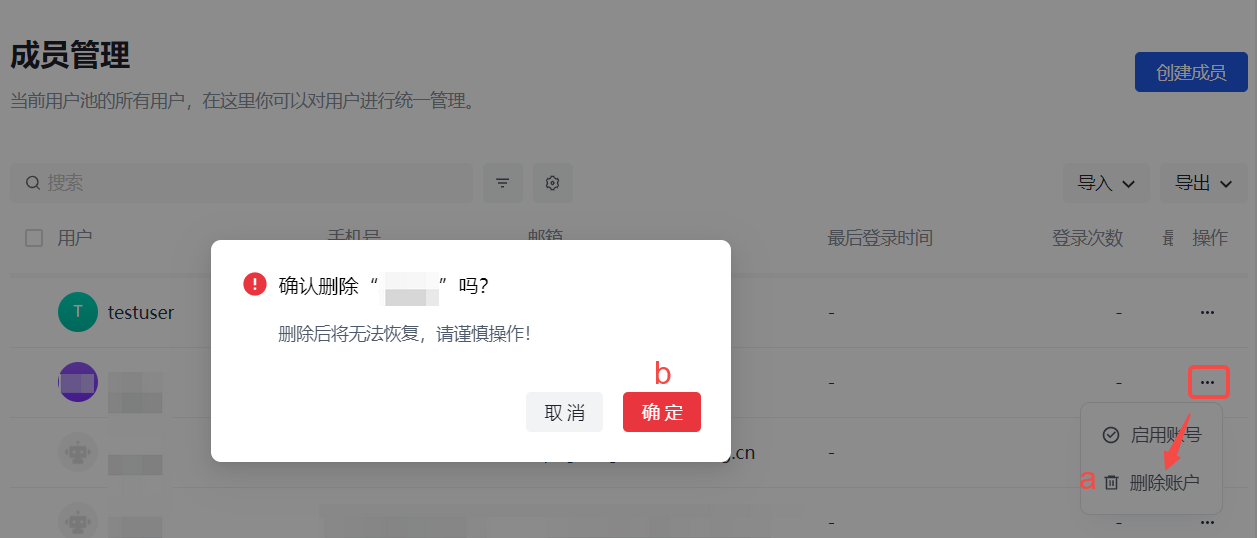 成员管理
创建成员
当前用户池的所有用户，在这里你可以对用户进行统一管理。
搜索
导入
导出
用户
手机号
邮箱
最后登录时间
登录次数
最
操作
T
testuser
-
-
···
确认删除“ ”吗？
删除后将无法恢复，请谨慎操作！
b
取 消
确 定
-
-
···
启用账号
.cn
-
a
删除账户
-
-
···